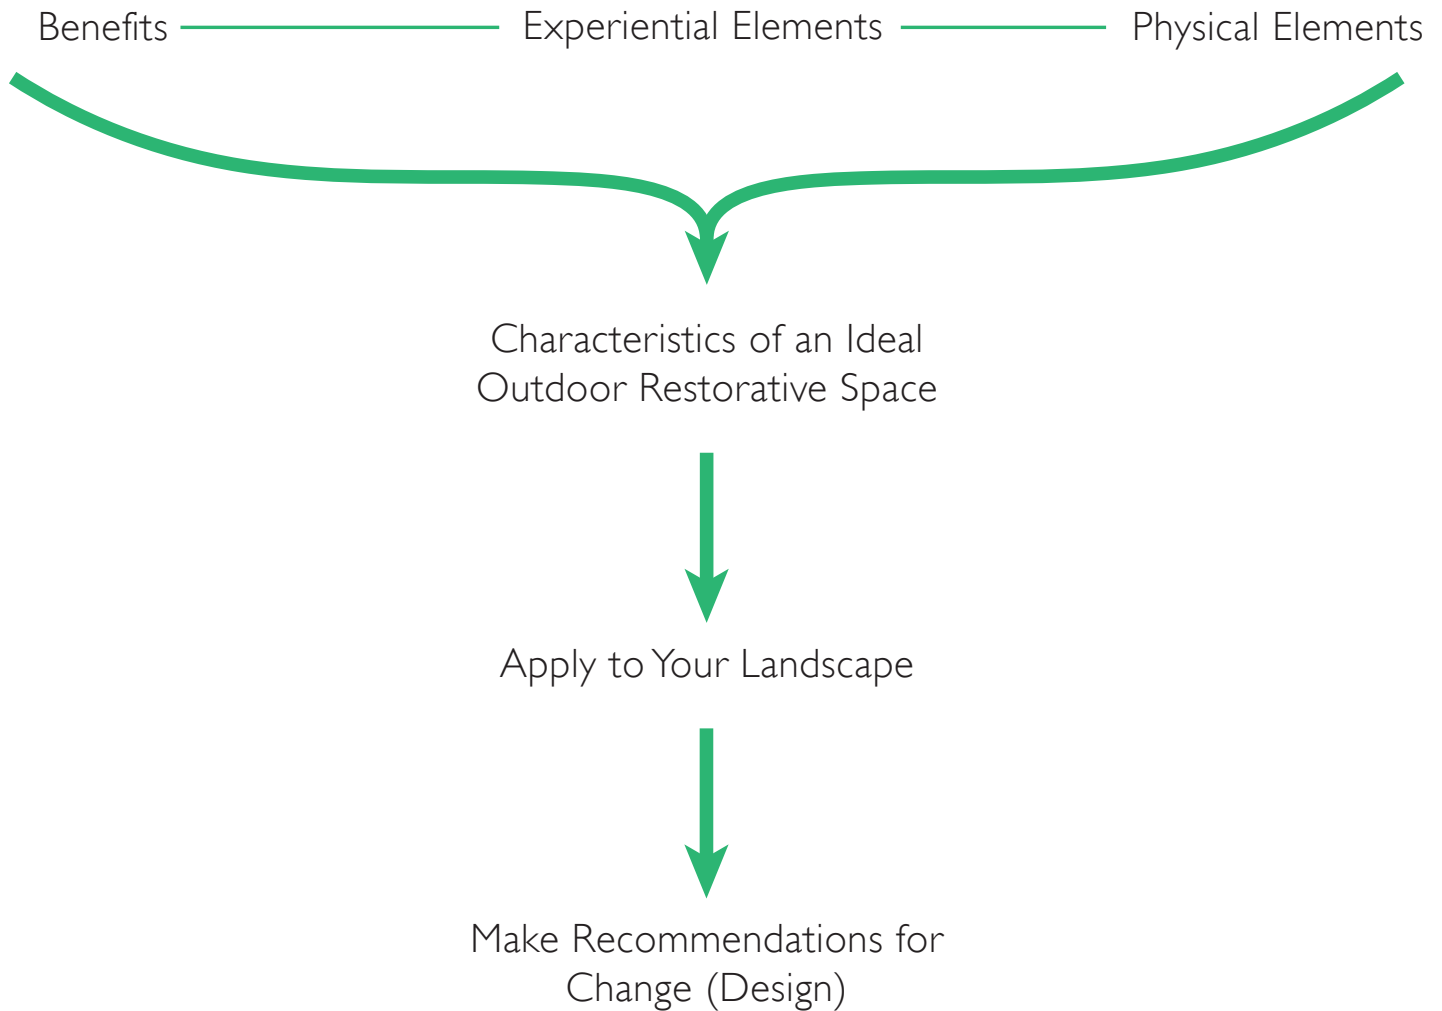 Benefits Experiential Elements Physical Elements
Characteristics of an Ideal
Outdoor Restorative Space
Apply to Your Landscape
Make Recommendations for
Change (Design)